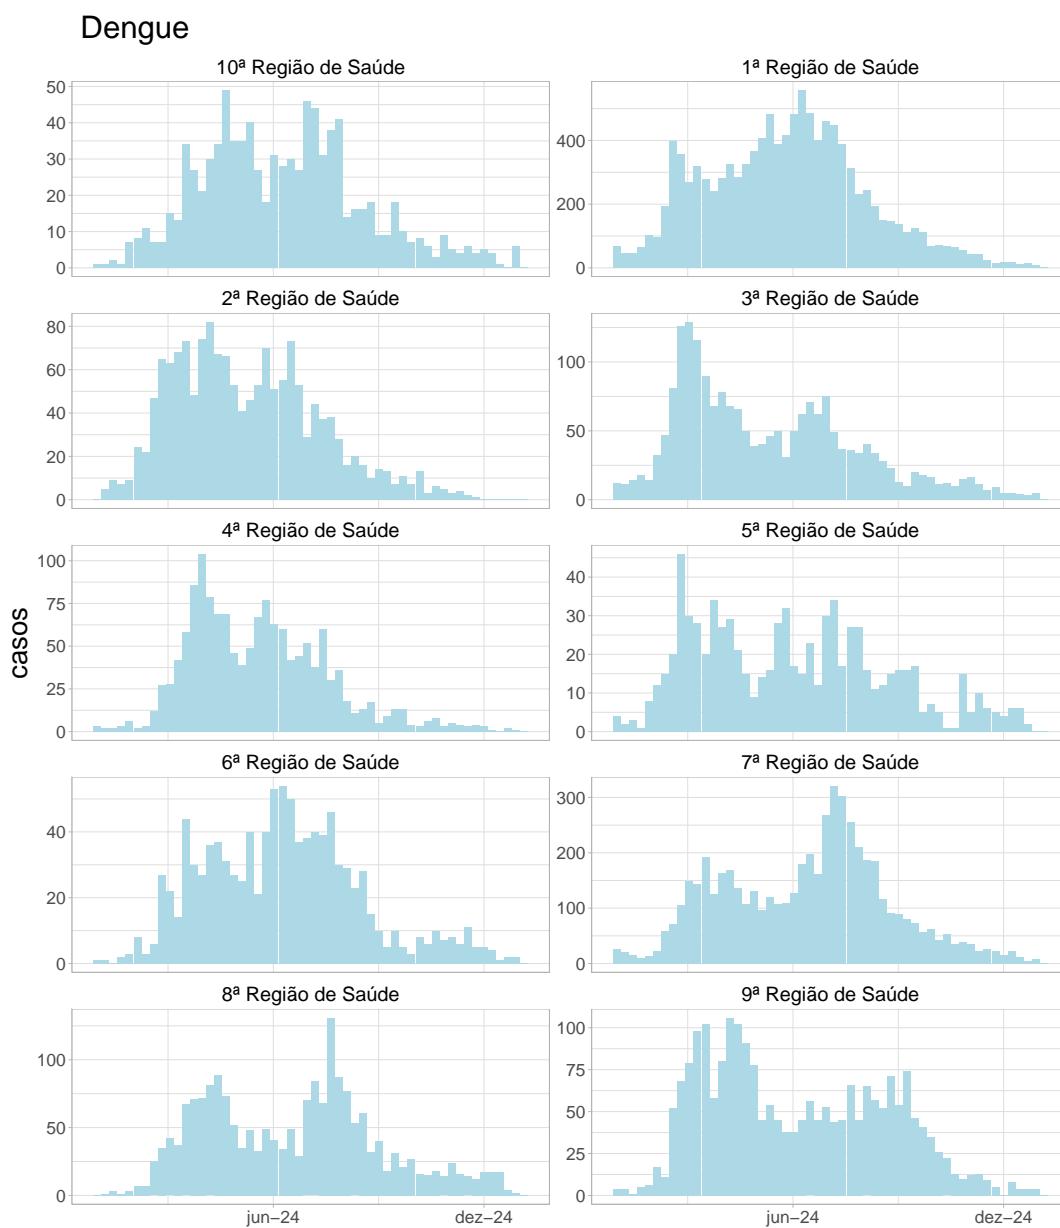 Dengue
10ª Região de Saúde
1ª Região de Saúde
50
40
30
20
10
0
400
200
0
2ª Região de Saúde
3ª Região de Saúde
80
60
40
20
0
100
50
0
4ª Região de Saúde
5ª Região de Saúde
100
75
50
25
0
40
30
20
10
0
casos
6ª Região de Saúde
7ª Região de Saúde
40
20
0
300
200
100
0
8ª Região de Saúde
9ª Região de Saúde
100
50
0
100
75
50
25
0
jun−24
dez−24
jun−24
dez−24